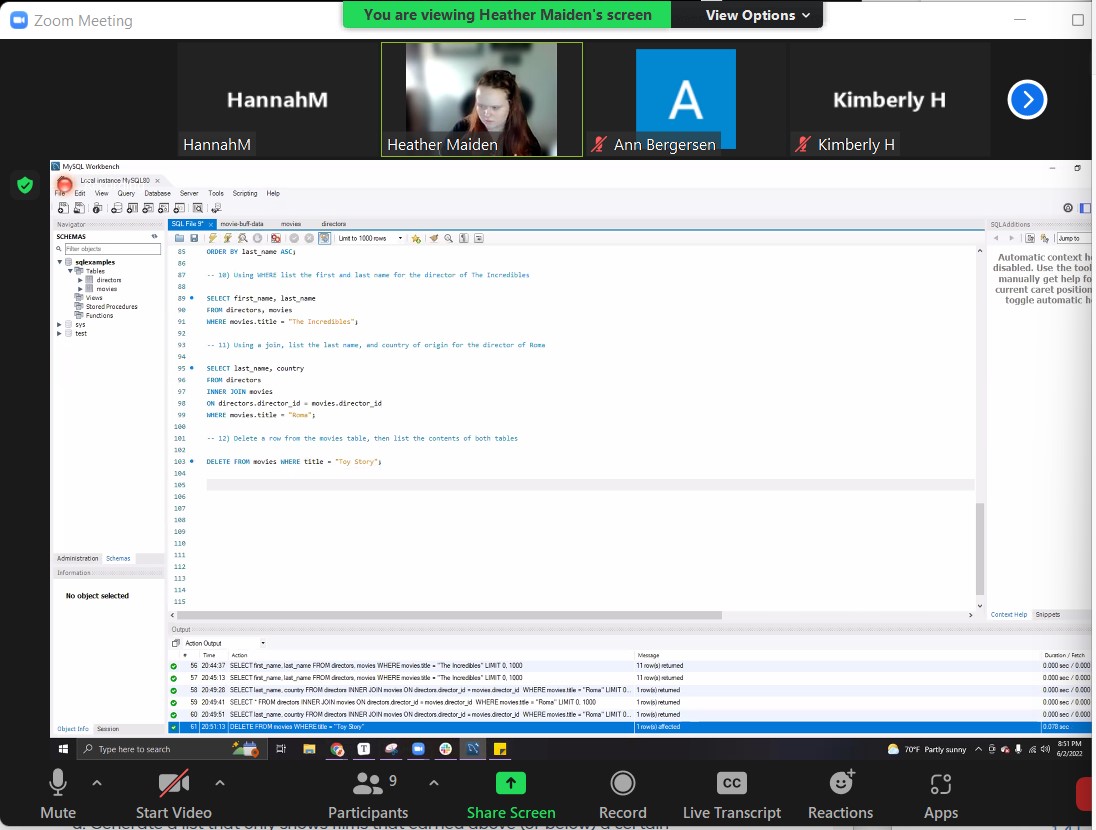 Zoom Meeting
You are viewing Heather Maiden's screen
View Options
HannahM
HannahM
Heather Maiden
A
Ann Bergersen
Kimberly H
Kimberly H
MySQL Workbench
Local instance MySQL80
File Edit View Query Database Server Tools Scripting Help
Navigator
SCHEMAS
Filter objects
sqlexamples
Tables
directors
movies
Views
Stored Procedures
Functions
sys
test
Administration Schemas
Information
No object selected
Object Info Session
SQL File 9* movie-buff-data movies directors
Limit to 1000 rows
85 ORDER BY last_name ASC;
86
87 -- 10) Using WHERE list the first and last name for the director of The Incredibles
88
89 SELECT first_name, last_name
90 FROM directors, movies
91 WHERE movies.title = "The Incredibles";
92
93 -- 11) Using a join, list the last name, and country of origin for the director of Roma
94
95 SELECT last_name, country
96 FROM directors
97 INNER JOIN movies
98 ON directors.director_id = movies.director_id
99 WHERE movies.title = "Roma";
100
101 -- 12) Delete a row from the movies table, then list the contents of both tables
102
103 DELETE FROM movies WHERE title = "Toy Story";
104
105
106
107
108
109
110
111
112
113
114
115
SQLAdditions
Jump to
Automatic context he
disabled. Use the tool
manually get help fo
current caret position
toggle automatic h
Context Help Snippets
Output
Action Output
# Time Action Message Duration / Fetch
56 20:44:37 SELECT first_name, last_name FROM directors, movies WHERE movies.title = "The Incredibles" LIMIT 0, 1000 11 row(s) returned 0.000 sec / 0.000
57 20:45:13 SELECT first_name, last_name FROM directors, movies WHERE movies.title = "The Incredibles" LIMIT 0, 1000 11 row(s) returned 0.000 sec / 0.000
58 20:49:28 SELECT last_name, country FROM directors INNER JOIN movies ON directors.director_id = movies.director_id WHERE movies.title = "Roma" LIMIT 0... 1 row(s) returned 0.000 sec / 0.000
59 20:49:41 SELECT * FROM directors INNER JOIN movies ON directors.director_id = movies.director_id WHERE movies.title = "Roma" LIMIT 0, 1000 1 row(s) returned 0.000 sec / 0.000
60 20:49:51 SELECT last_name, country FROM directors INNER JOIN movies ON directors.director_id = movies.director_id WHERE movies.title = "Roma" LIMIT 0... 1 row(s) returned 0.000 sec / 0.000
61 20:51:13 DELETE FROM movies WHERE title = "Toy Story" 1 row(s) affected 0.078 sec
Type here to search
70°F Partly sunny
8:51 PM
6/2/2022
9
CC
Mute
Start Video
Participants
Share Screen
Record
Live Transcript
Reactions
Apps
a. Generate a list that only shows films that earned above (or below) a certain